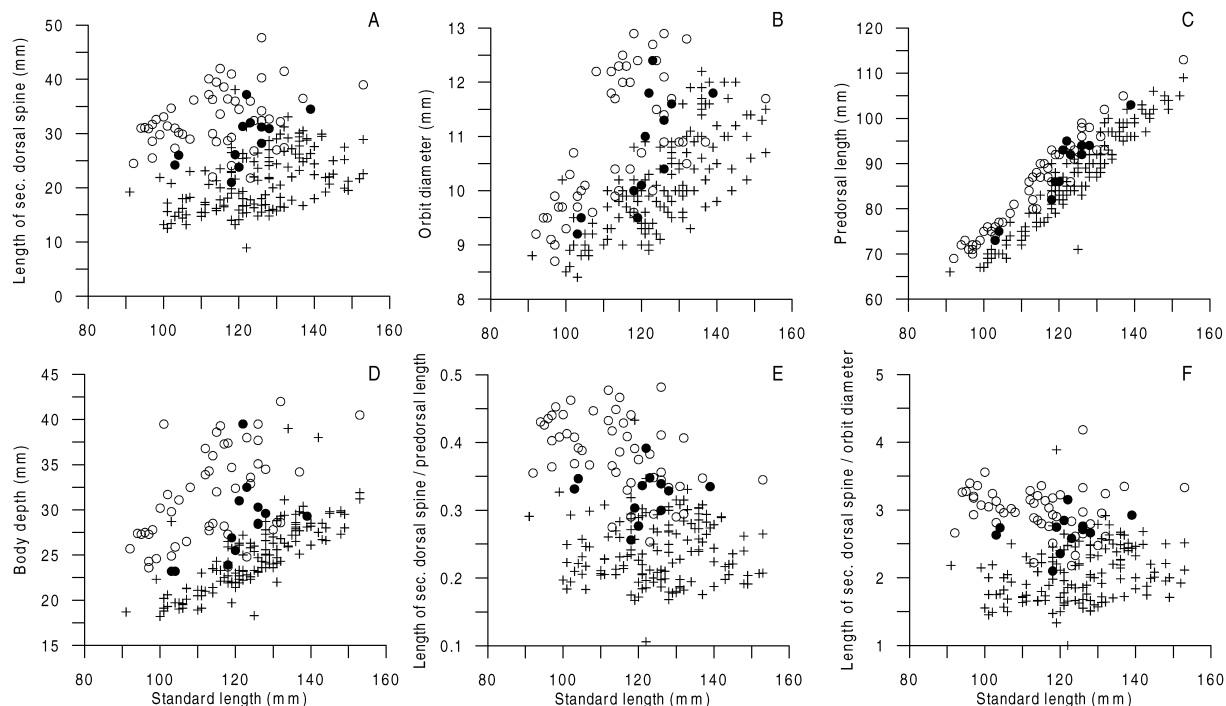 A
Length of sec. dorsal spine (mm)
50
40
30
20
10
0
80 100 120 140 160
B
Orbit diameter (mm)
13
12
11
10
9
8
80 100 120 140 160
C
Predorsal length (mm)
120
110
100
90
80
70
60
80 100 120 140 160
D
Body depth (mm)
45
40
35
30
25
20
15
80 100 120 140 160
Standard length (mm)
E
Length of sec. dorsal spine / predorsal length
0.5
0.4
0.3
0.2
0.1
80 100 120 140 160
Standard length (mm)
F
Length of sec. dorsal spine / orbit diameter
5
4
3
2
1
80 100 120 140 160
Standard length (mm)